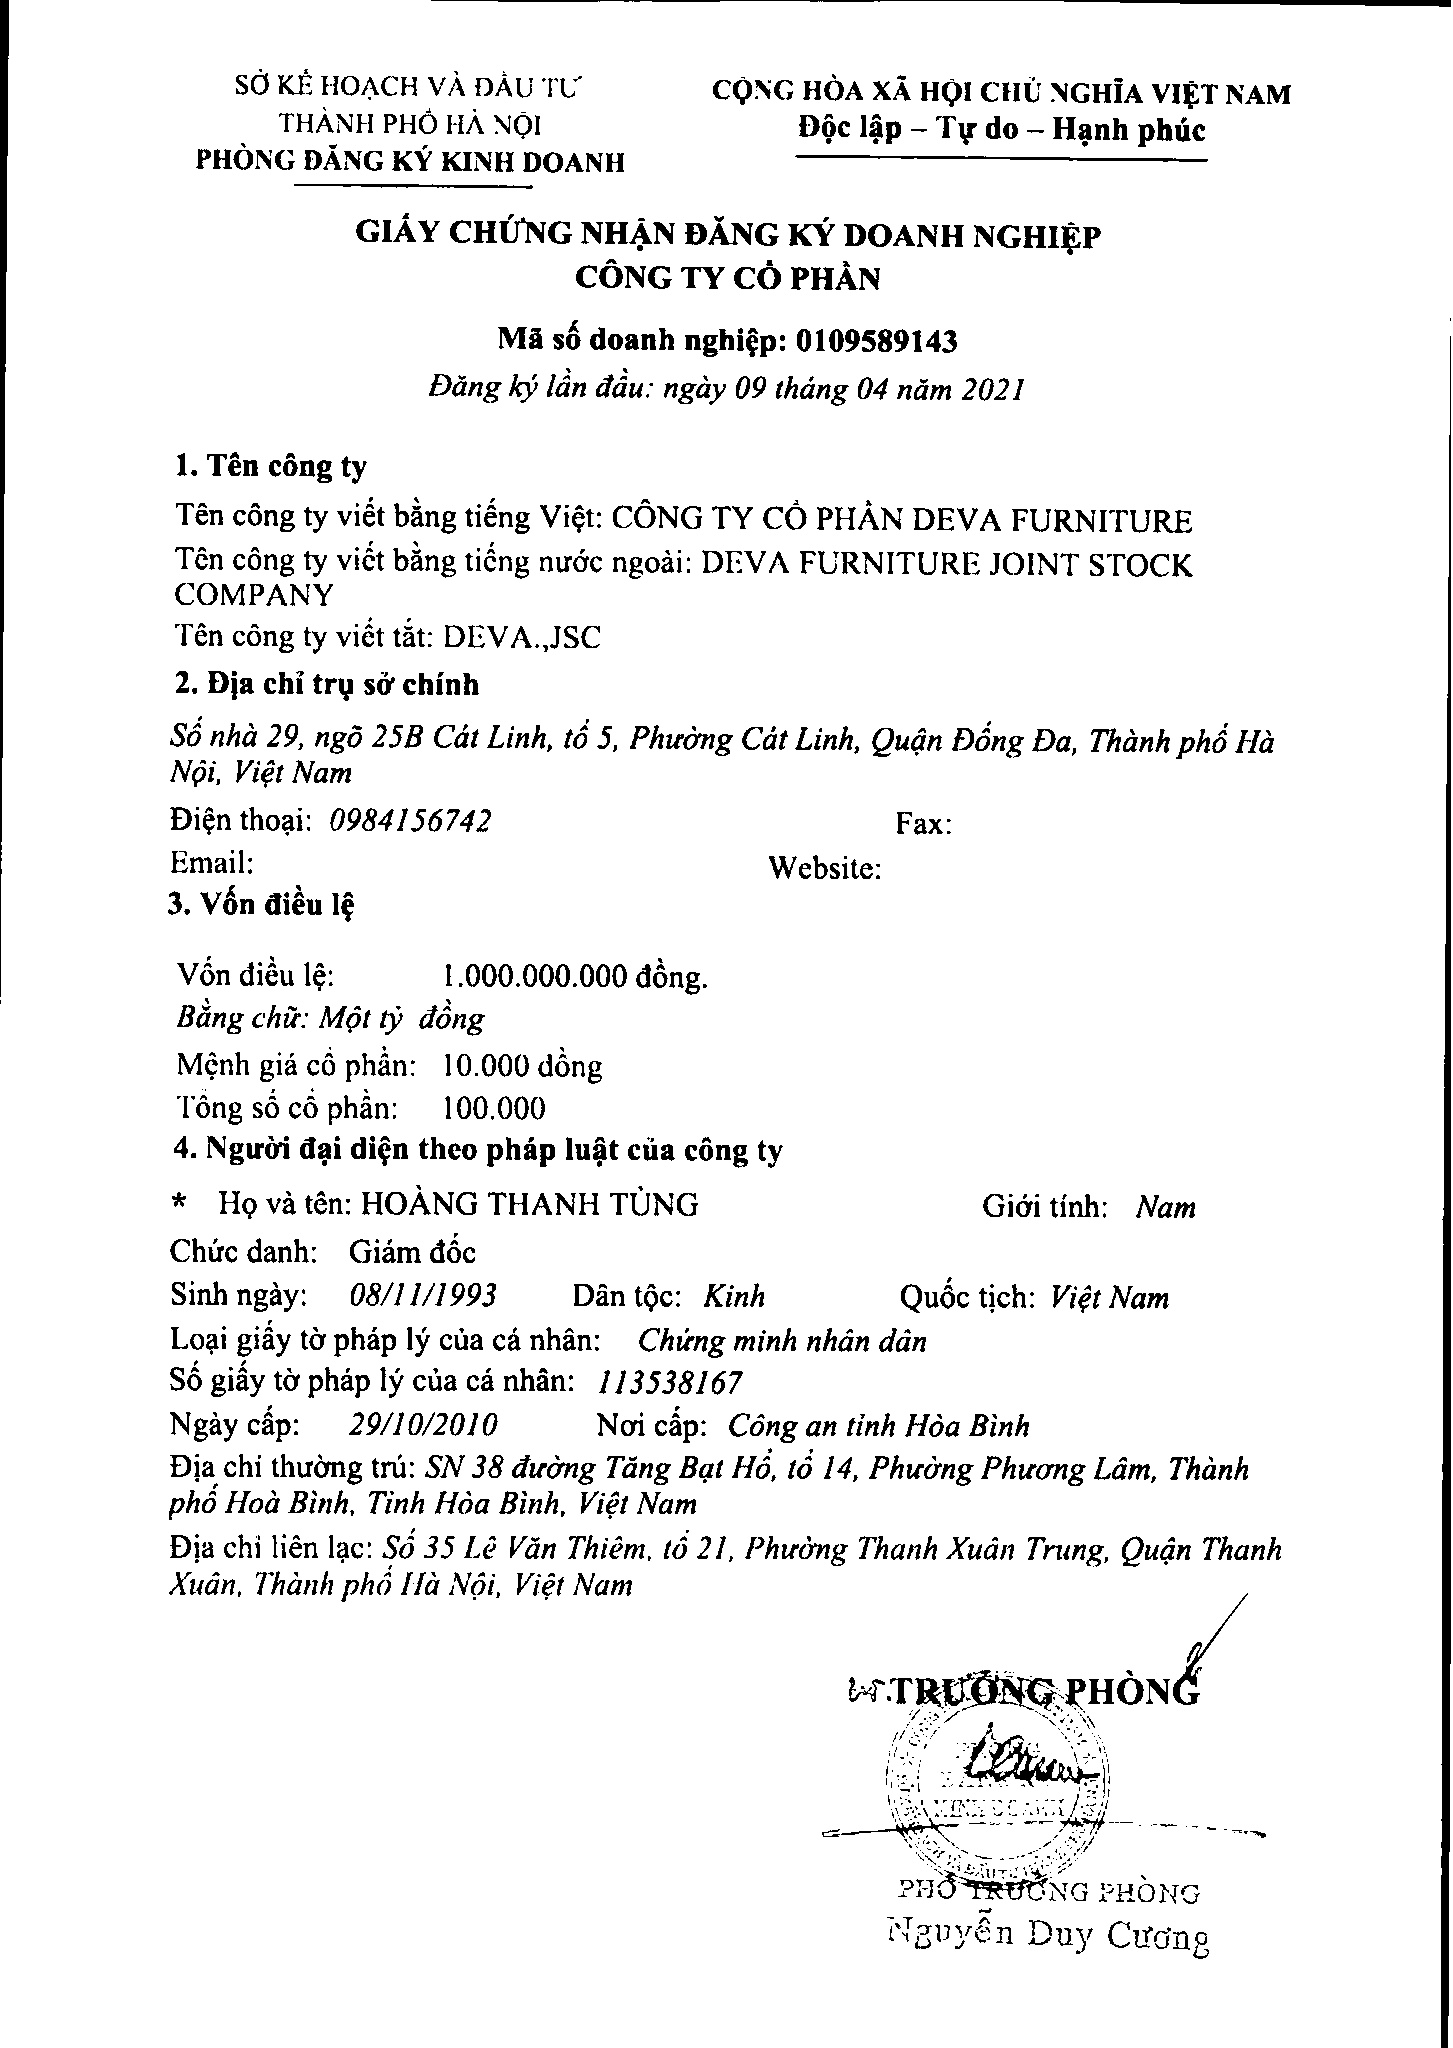 SỞ KẾ HOẠCH VÀ ĐẦU TƯ
THÀNH PHỐ HÀ NỘI
PHÒNG ĐĂNG KÝ KINH DOANH
CỘNG HÒA XÃ HỘI CHỦ NGHĨA VIỆT NAM
Độc lập – Tự do – Hạnh phúc
GIẤY CHỨNG NHẬN ĐĂNG KÝ DOANH NGHIỆP
CÔNG TY CỔ PHẦN
Mã số doanh nghiệp: 0109589143
Đăng ký lần đầu: ngày 09 tháng 04 năm 2021
1. Tên công ty
Tên công ty viết bằng tiếng Việt: CÔNG TY CỔ PHẦN DEVA FURNITURE
Tên công ty viết bằng tiếng nước ngoài: DEVA FURNITURE JOINT STOCK
COMPANY
Tên công ty viết tắt: DEVA.,JSC
2. Địa chỉ trụ sở chính
Số nhà 29, ngõ 25B Cát Linh, tổ 5, Phường Cát Linh, Quận Đống Đa, Thành phố Hà
Nội, Việt Nam
Điện thoại: 0984156742 Fax:
Email: Website:
3. Vốn điều lệ
Vốn điều lệ: 1.000.000.000 đồng.
Bằng chữ: Một tỷ đồng
Mệnh giá cổ phần: 10.000 đồng
Tổng số cổ phần: 100.000
4. Người đại diện theo pháp luật của công ty
* Họ và tên: HOÀNG THANH TÙNG Giới tính: Nam
Chức danh: Giám đốc
Sinh ngày: 08/11/1993 Dân tộc: Kinh Quốc tịch: Việt Nam
Loại giấy tờ pháp lý của cá nhân: Chứng minh nhân dân
Số giấy tờ pháp lý của cá nhân: 113538167
Ngày cấp: 29/10/2010 Nơi cấp: Công an tỉnh Hòa Bình
Địa chỉ thường trú: SN 38 đường Tăng Bạt Hổ, tổ 14, Phường Phương Lâm, Thành
phố Hoà Bình, Tỉnh Hòa Bình, Việt Nam
Địa chỉ liên lạc: Số 35 Lê Văn Thiêm, tổ 21, Phường Thanh Xuân Trung, Quận Thanh
Xuân, Thành phố Hà Nội, Việt Nam
TRƯỞNG PHÒNG
PHÓ TRƯỞNG PHÒNG
Nguyễn Duy Cương